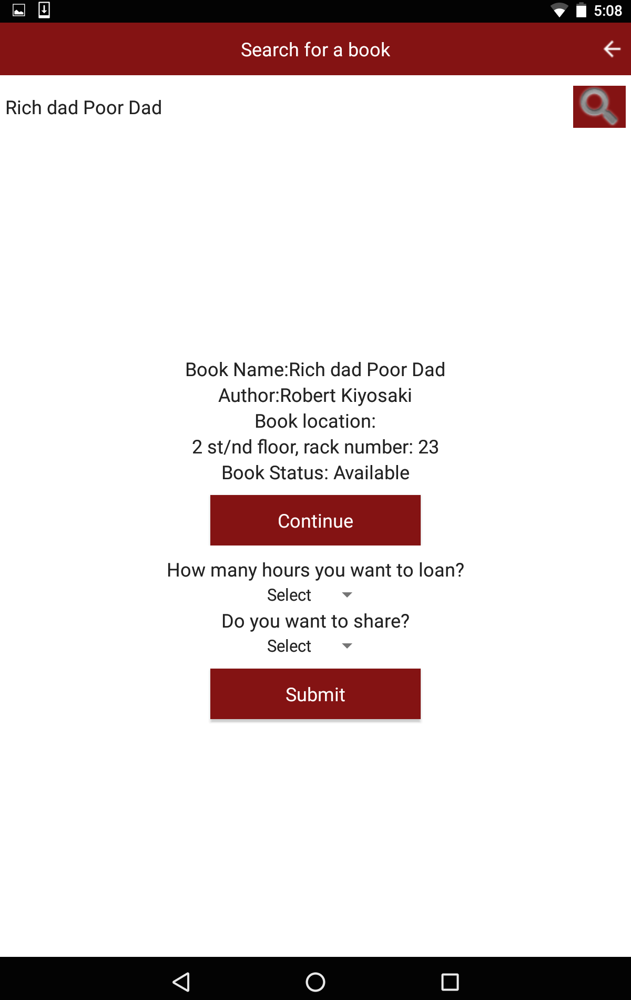 5:08
Search for a book
Rich dad Poor Dad
Book Name:Rich dad Poor Dad
Author:Robert Kiyosaki
Book location:
2 st/nd floor, rack number: 23
Book Status: Available
Continue
How many hours you want to loan?
Select
Do you want to share?
Select
Submit